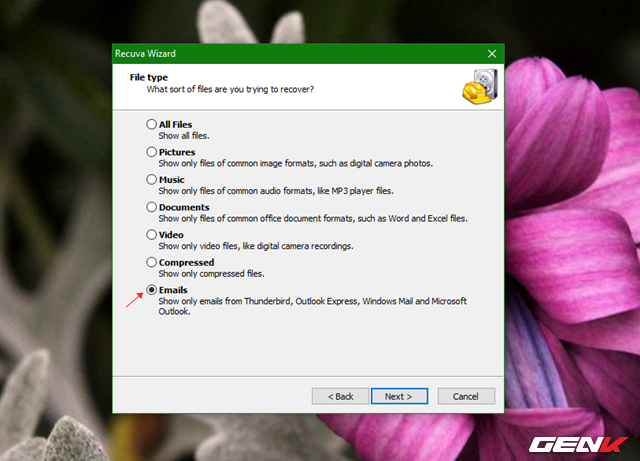 Recuva Wizard
File type
What sort of files are you trying to recover?
All Files
Show all files.
Pictures
Show only files of common image formats, such as digital camera photos.
Music
Show only files of common audio formats, like MP3 player files.
Documents
Show only files of common office document formats, such as Word and Excel files.
Video
Show only video files, like digital camera recordings.
Compressed
Show only compressed files.
Emails
Show only emails from Thunderbird, Outlook Express, Windows Mail and Microsoft
Outlook.
< Back
Next >
Cancel
GENK